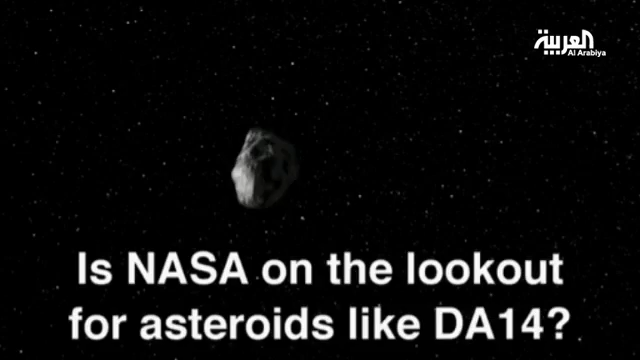 العربية
Al Arabiya
Is NASA on the lookout
for asteroids like DA14?